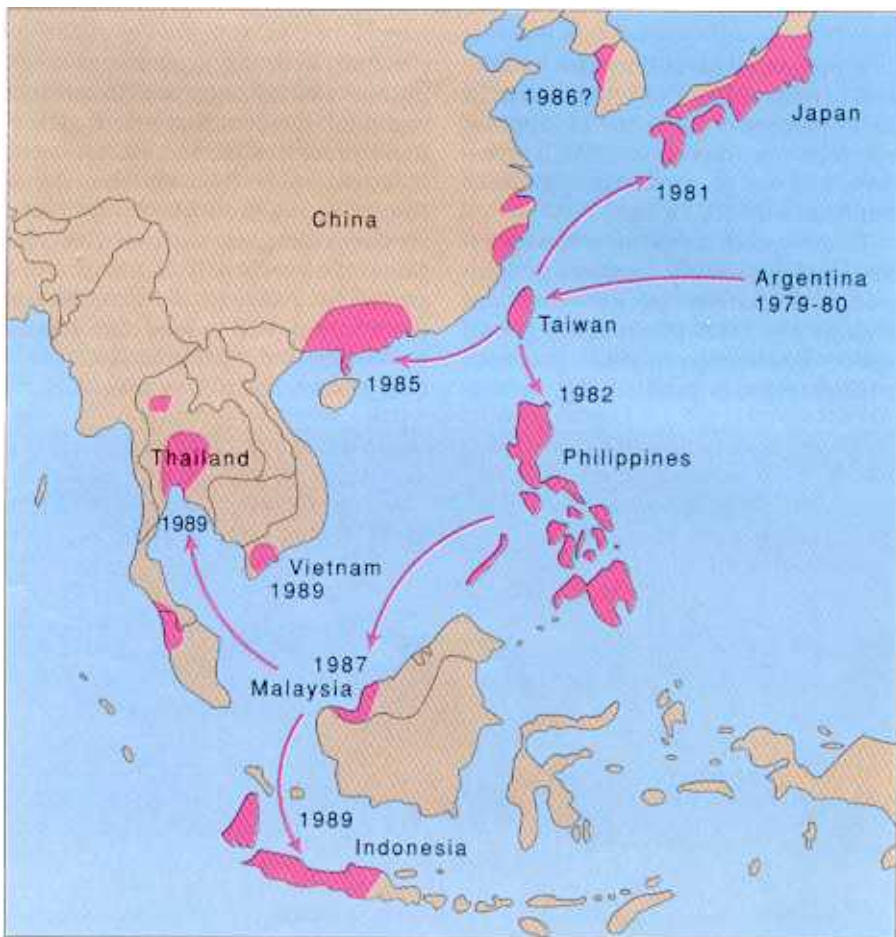 1986?
Japan
1981
China
Argentina
1979-80
Taiwan
1985
1982
Thailand
Philippines
1989
Vietnam
1989
1987
Malaysia
1989
Indonesia